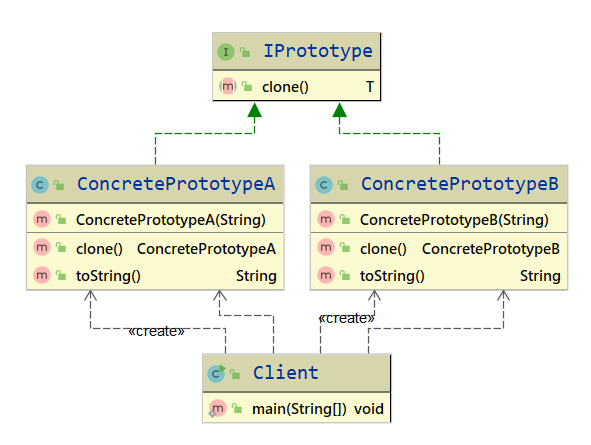 IPrototype
clone() T
ConcretePrototypeA
ConcretePrototypeA(String)
clone() ConcretePrototypeA
toString() String
ConcretePrototypeB
ConcretePrototypeB(String)
clone() ConcretePrototypeB
toString() String
«create»
«create»
Client
main(String[]) void